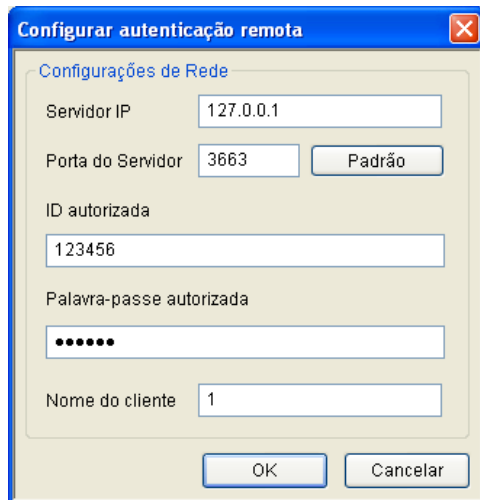 Configurar autenticação remota
Configurações de Rede
Servidor IP 127.0.0.1
Porta do Servidor 3663 Padrão
ID autorizada
123456
Palavra-passe autorizada
••••••
Nome do cliente 1
OK Cancelar